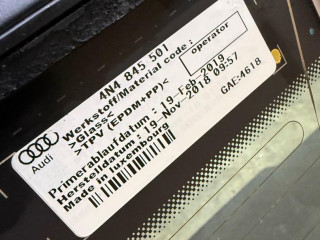 4N4 845 501
Werkstoff/Material code :
>Glass<
>TPV (EPDM+PP)<
operator
Primerablaufdatum : 19-Feb-2019
Herstelldatum : 19-Nov-2018 09:57
Made in Luxembourg
GAE:4618
Audi